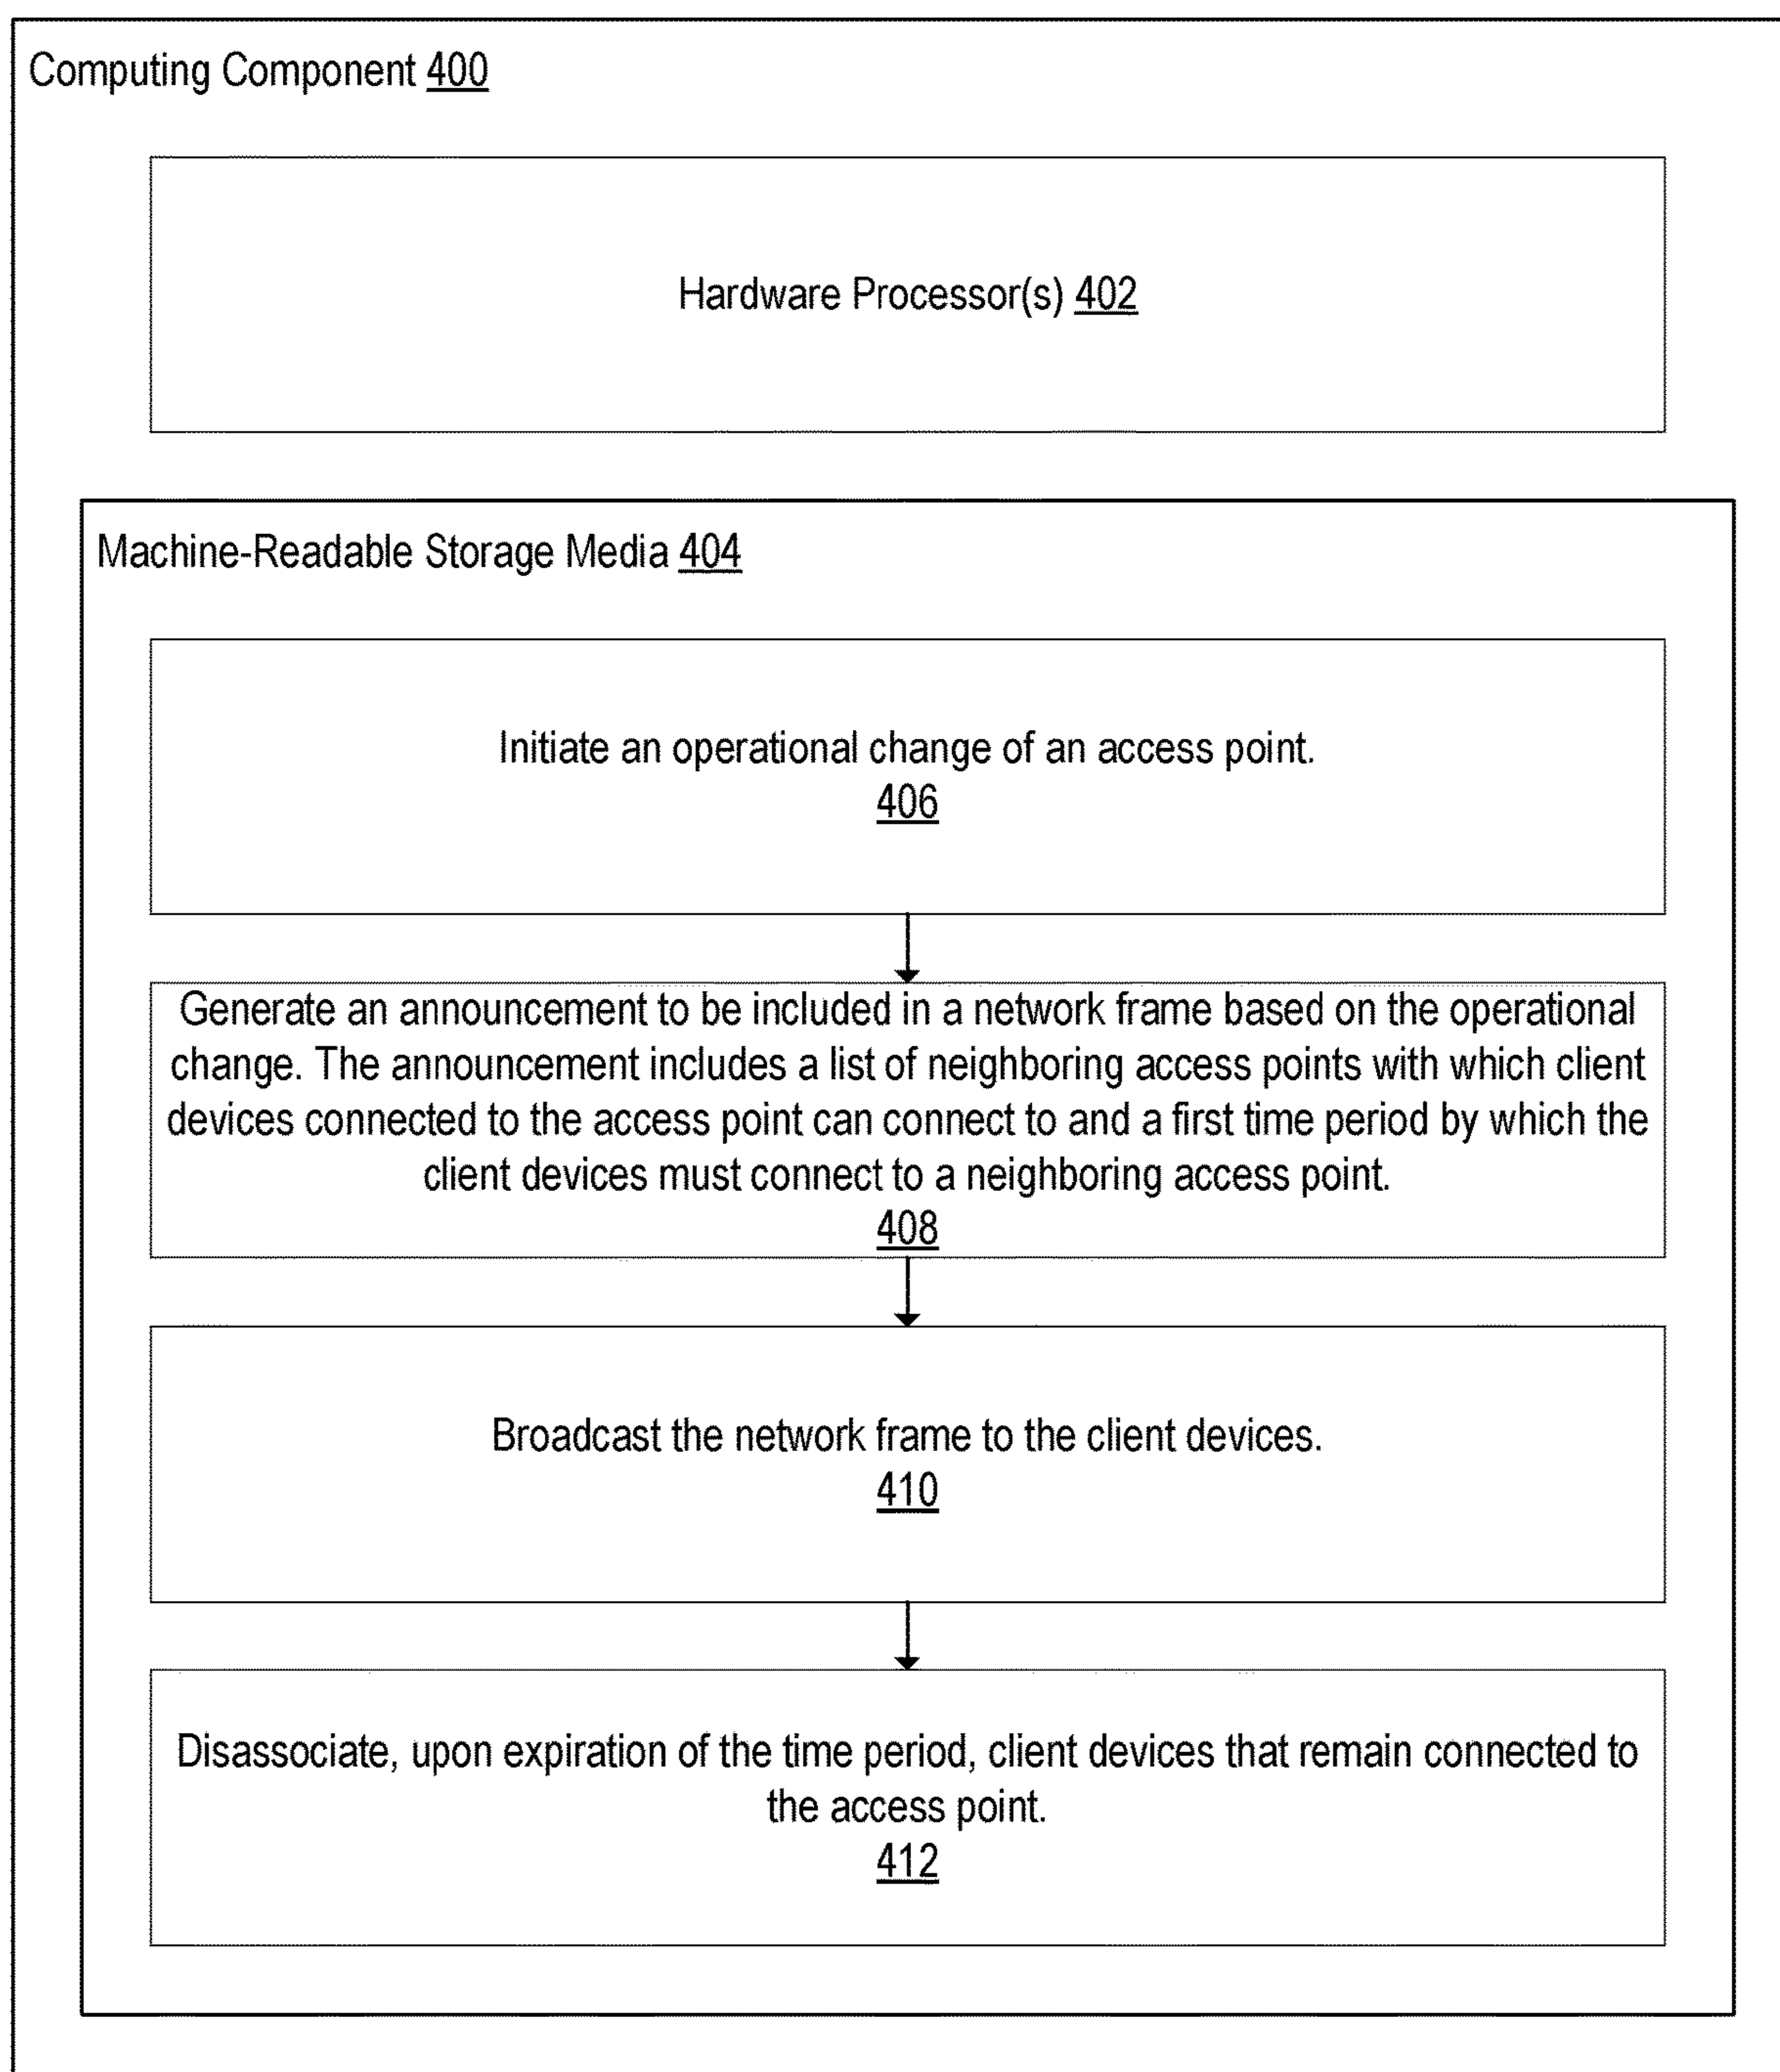 Computing Component 400
Hardware Processor(s) 402
Machine-Readable Storage Media 404
Initiate an operational change of an access point.
406
Generate an announcement to be included in a network frame based on the operational
change. The announcement includes a list of neighboring access points with which client
devices connected to the access point can connect to and a first time period by which the
client devices must connect to a neighboring access point.
408
Broadcast the network frame to the client devices.
410
Disassociate, upon expiration of the time period, client devices that remain connected to
the access point.
412